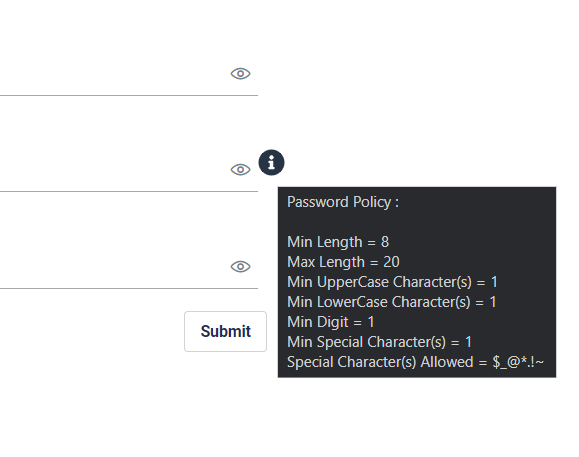 Password Policy :
Min Length = 8
Max Length = 20
Min UpperCase Character(s) = 1
Min LowerCase Character(s) = 1
Min Digit = 1
Min Special Character(s) = 1
Special Character(s) Allowed = $_@*.!~
Submit